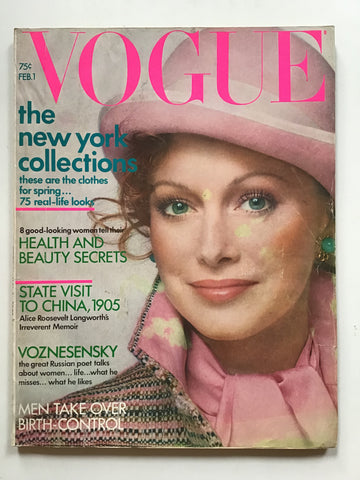 VOGUE
75¢
FEB.1
the
new york
collections
these are the clothes
for spring...
75 real-life looks
8 good-looking women tell their
HEALTH AND
BEAUTY SECRETS
STATE VISIT
TO CHINA, 1905
Alice Roosevelt Longworth's
Irreverent Memoir
VOZNESENSKY
the great Russian poet talks
about women... life...what he
misses... what he likes
MEN TAKE OVER
BIRTH-CONTROL